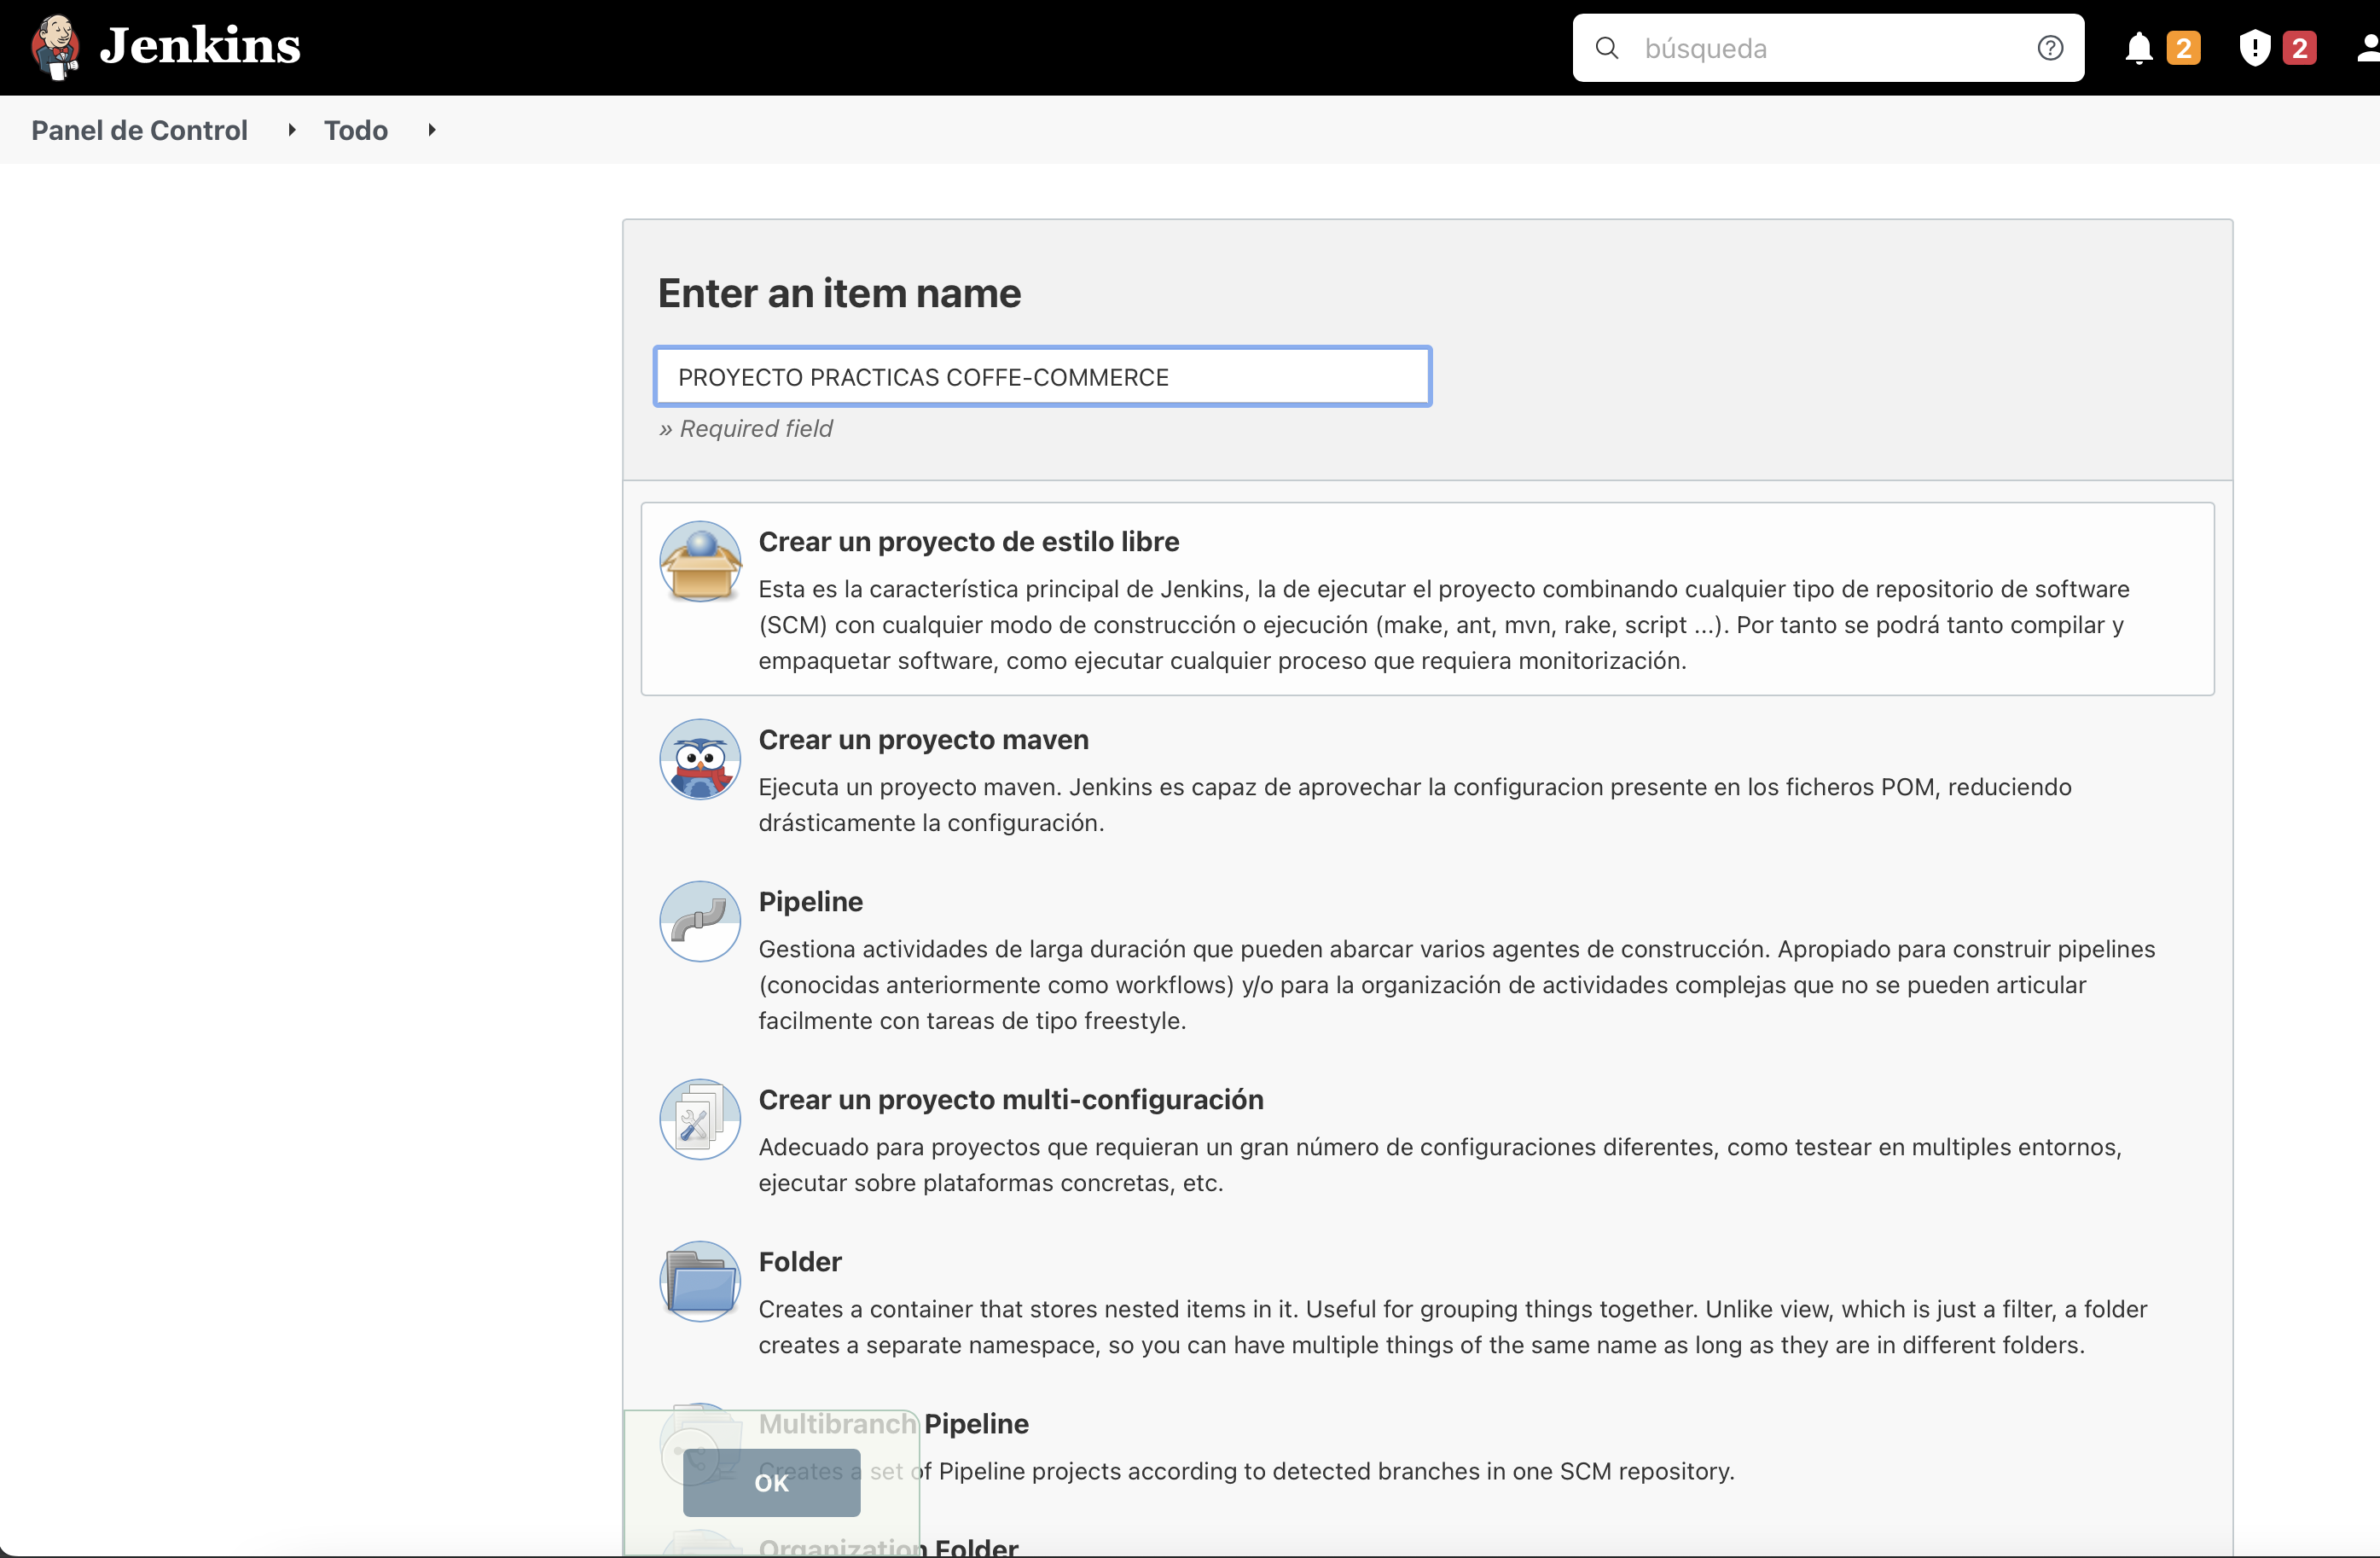 Jenkins
búsqueda
2
2
Panel de Control
Todo
Enter an item name
PROYECTO PRACTICAS COFFE-COMMERCE
» Required field
Crear un proyecto de estilo libre
Esta es la característica principal de Jenkins, la de ejecutar el proyecto combinando cualquier tipo de repositorio de software
(SCM) con cualquier modo de construcción o ejecución (make, ant, mvn, rake, script ...). Por tanto se podrá tanto compilar y
empaquetar software, como ejecutar cualquier proceso que requiera monitorización.
Crear un proyecto maven
Ejecuta un proyecto maven. Jenkins es capaz de aprovechar la configuracion presente en los ficheros POM, reduciendo
drásticamente la configuración.
Pipeline
Gestiona actividades de larga duración que pueden abarcar varios agentes de construcción. Apropiado para construir pipelines
(conocidas anteriormente como workflows) y/o para la organización de actividades complejas que no se pueden articular
facilmente con tareas de tipo freestyle.
Crear un proyecto multi-configuración
Adecuado para proyectos que requieran un gran número de configuraciones diferentes, como testear en multiples entornos,
ejecutar sobre plataformas concretas, etc.
Folder
Creates a container that stores nested items in it. Useful for grouping things together. Unlike view, which is just a filter, a folder
creates a separate namespace, so you can have multiple things of the same name as long as they are in different folders.
Multibranch Pipeline
Creates a set of Pipeline projects according to detected branches in one SCM repository.
OK
Organization Folder